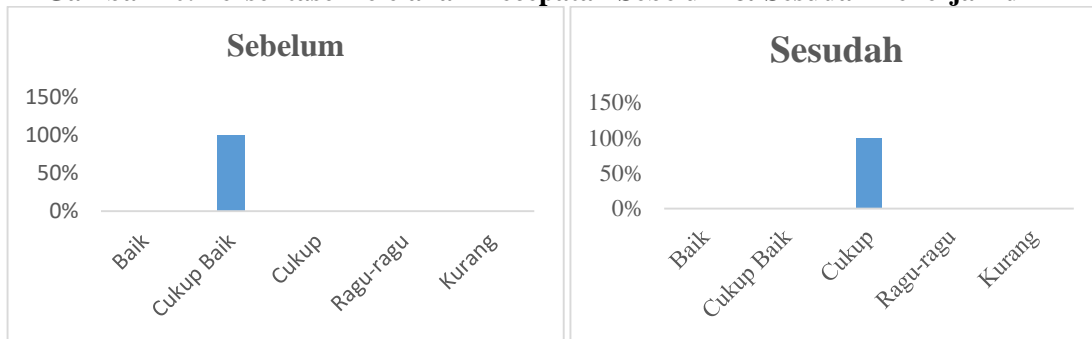 Sebelum
150%
100%
50%
0%
Baik
Cukup Baik
Cukup
Ragu-ragu
Kurang
Sesudah
150%
100%
50%
0%
Baik
Cukup Baik
Cukup
Ragu-ragu
Kurang